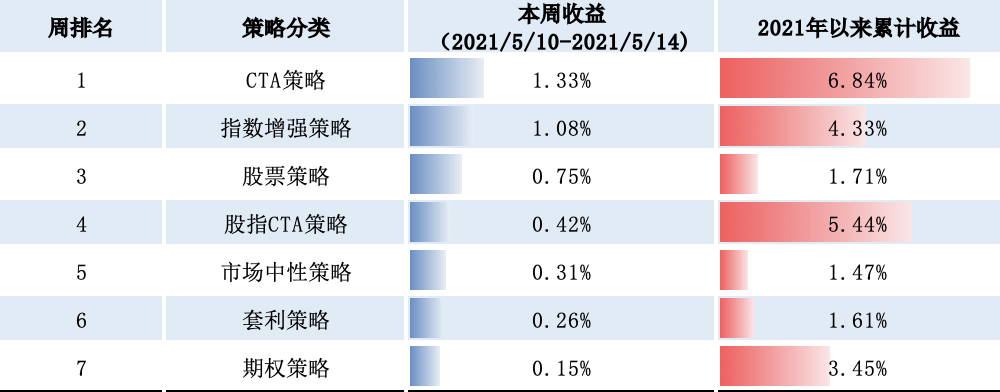 周排名 策略分类 本周收益 2021年以来累计收益
(2021/5/10-2021/5/14)
1 CTA策略 1.33% 6.84%
2 指数增强策略 1.08% 4.33%
3 股票策略 0.75% 1.71%
4 股指CTA策略 0.42% 5.44%
5 市场中性策略 0.31% 1.47%
6 套利策略 0.26% 1.61%
7 期权策略 0.15% 3.45%